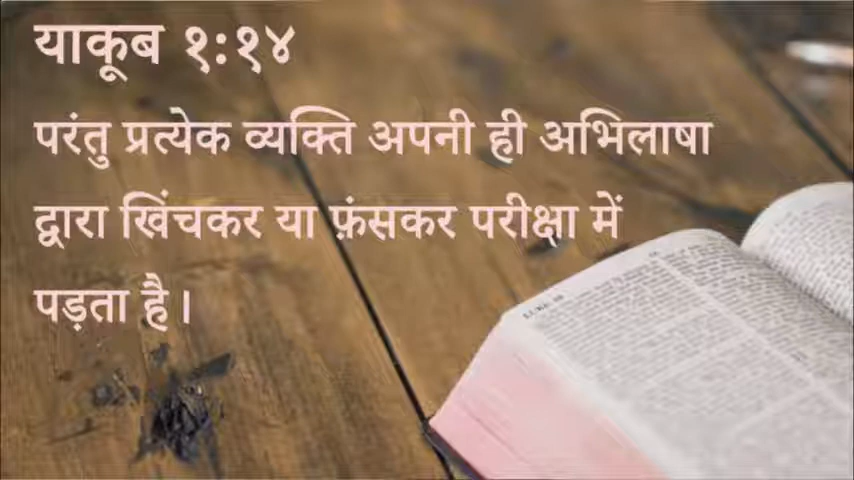 याकूब १:१४
परंतु प्रत्येक व्यक्ति अपनी ही अभिलाषा
द्वारा खिंचकर या फ़ंसकर परीक्षा में
पड़ता है।